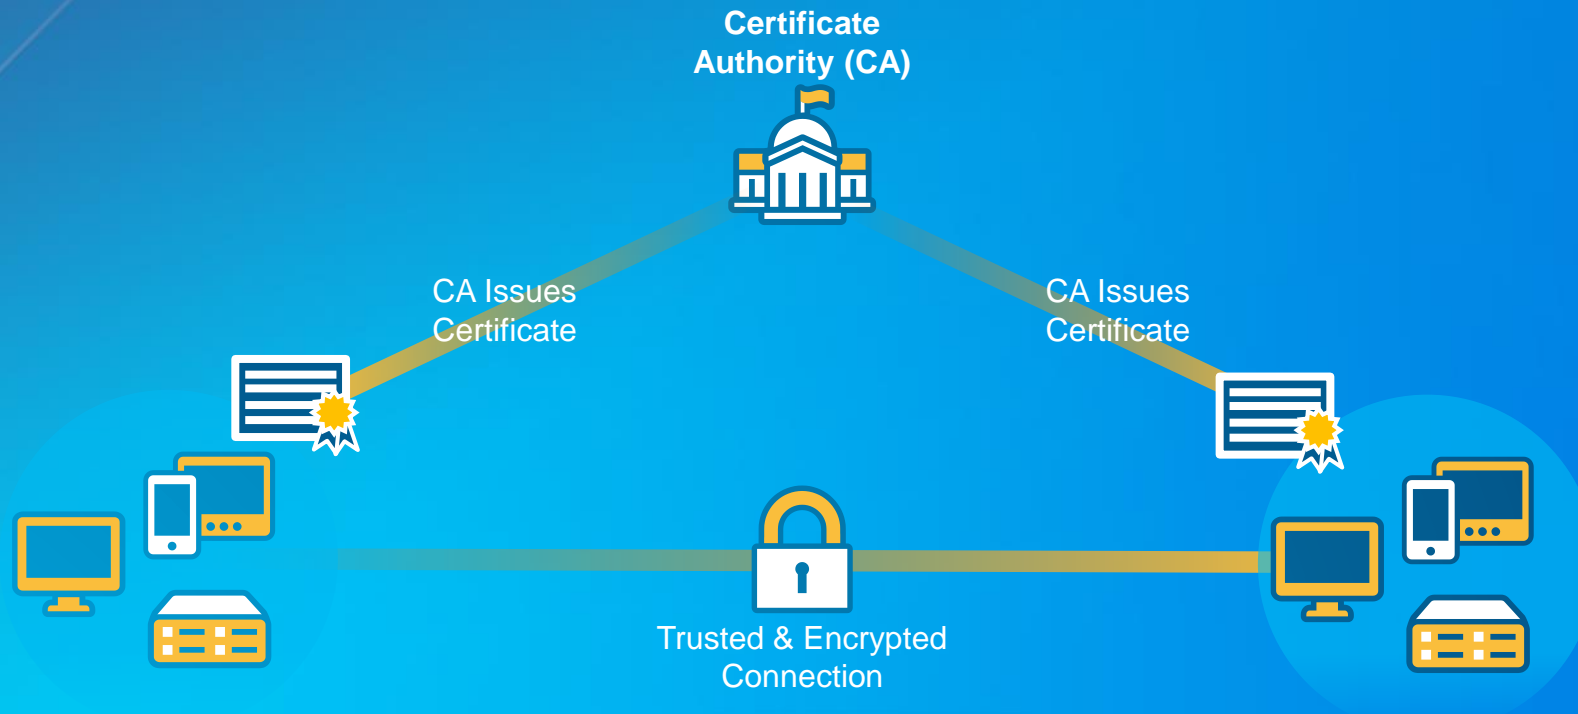 Certificate
Authority (CA)
CA Issues
Certificate
CA Issues
Certificate
Trusted & Encrypted
Connection